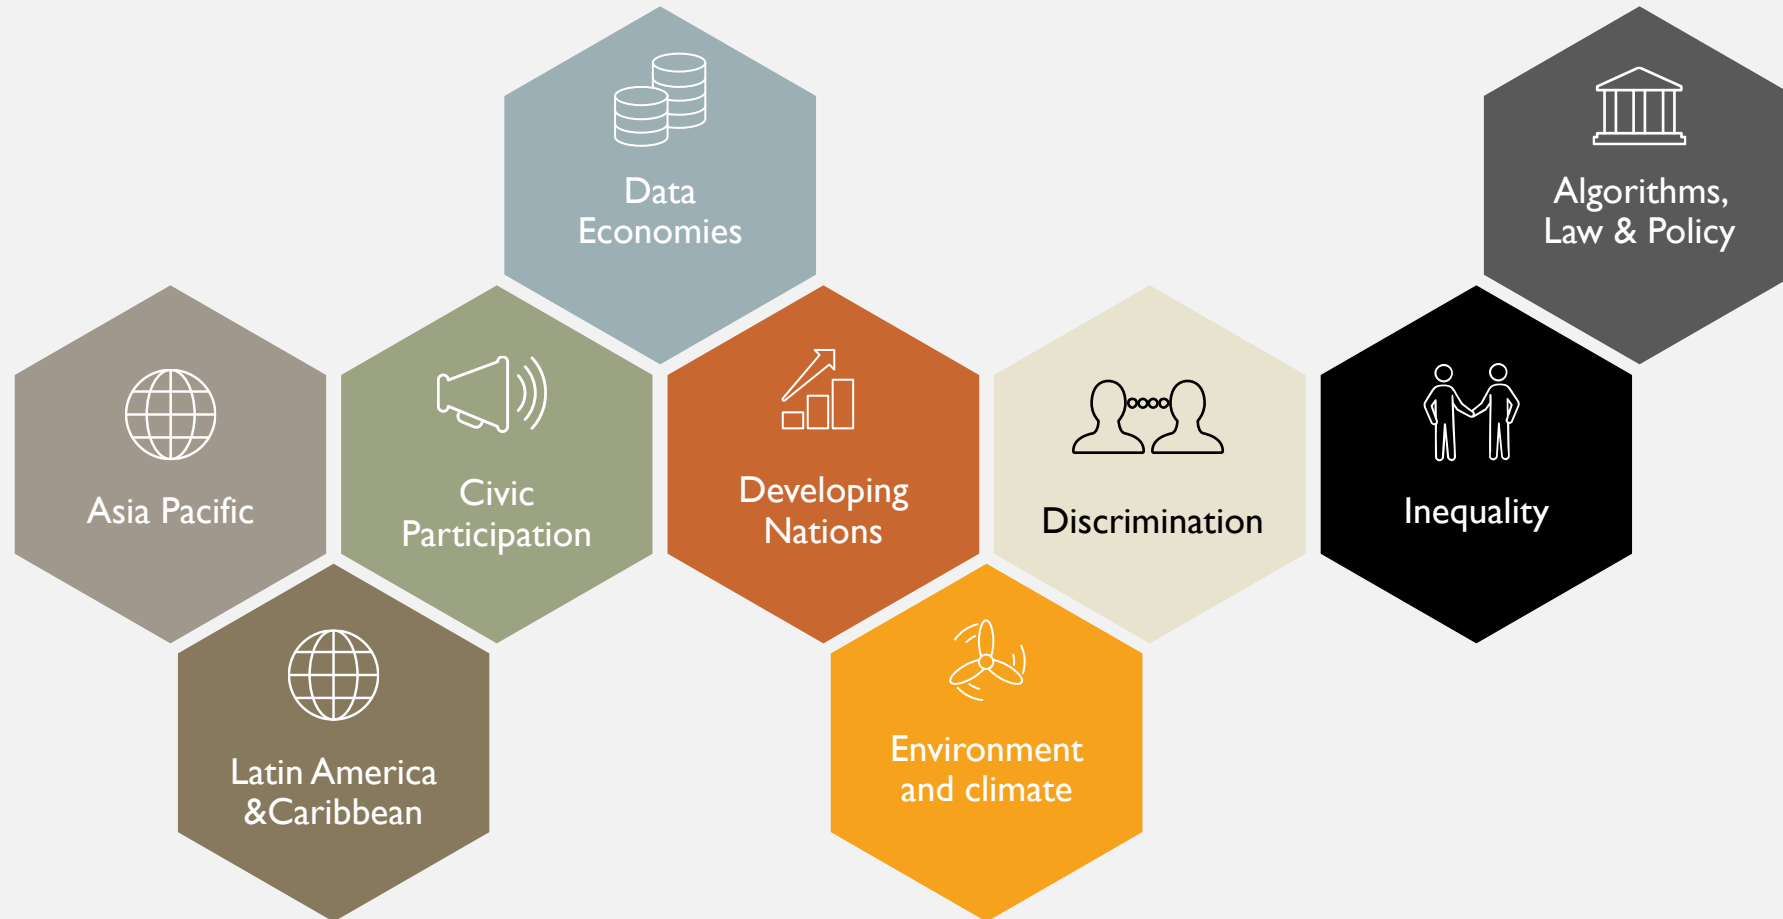 Data
Economies
Algorithms,
Law & Policy
Asia Pacific
Civic
Participation
Developing
Nations
Discrimination
Inequality
Latin America
&Caribbean
Environment
and climate